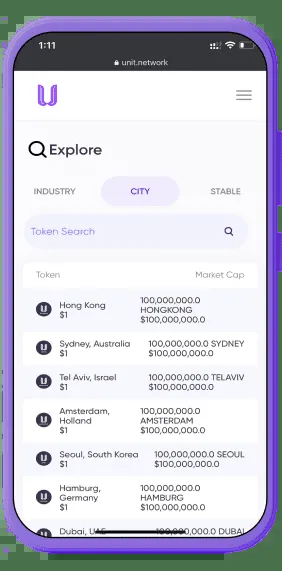 1:11
unit.network
Explore
INDUSTRY CITY STABLE
Token Search
Token Market Cap
Hong Kong 100,000,000.0
$1 HONGKONG
$100,000,000.0
Sydney, Australia 100,000,000.0 SYDNEY
$1 $100,000,000.0
Tel Aviv, Israel 100,000,000.0 TELAVIV
$1 $100,000,000.0
Amsterdam, 100,000,000.0
Holland AMSTERDAM
$1 $100,000,000.0
Seoul, South Korea 100,000,000.0 SEOUL
$1 $100,000,000.0
Hamburg, 100,000,000.0
Germany HAMBURG
$1 $100,000,000.0
Dubai, UAE 100,000,000.0 DUBAI